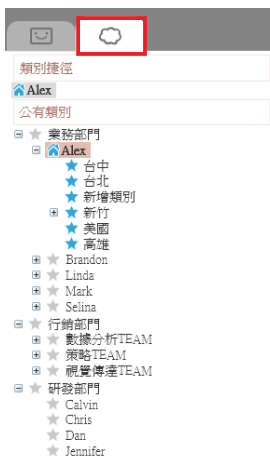 類別捷徑
Alex
公有類別
業務部門
Alex
台中
台北
新增類別
新竹
美國
高雄
Brandon
Linda
Mark
Selina
行銷部門
數據分析TEAM
策略TEAM
視覺傳達TEAM
研發部門
Calvin
Chris
Dan
Jennifer